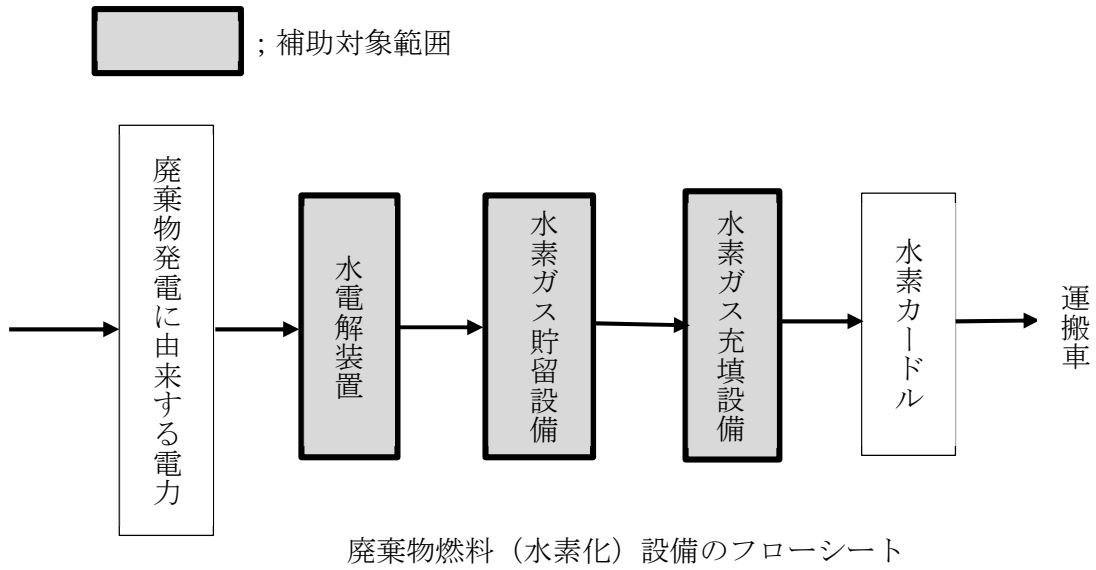 ；補助対象範囲
廃棄物発電に由来する電力
水電解装置
水素ガス貯留設備
水素ガス充填設備
水素カードル
運搬車
廃棄物燃料（水素化）設備のフローシート